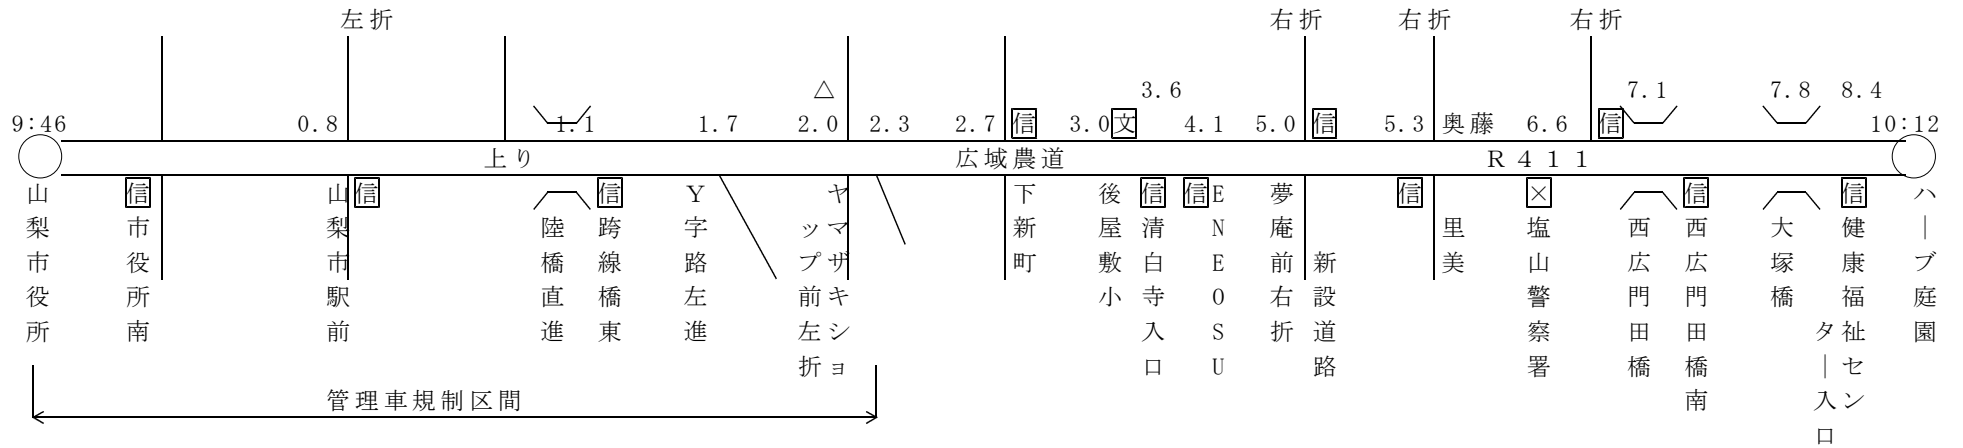 左折 右折 右折 右折
△ 3.6 7.1 7.8 8.4
9:46 0.8 1.1 1.7 2.0 2.3 2.7 信 3.0 文 4.1 5.0 信 5.3 奥藤 6.6 信 10:12
上り 広域農道 R411
山梨市役所
信
市役所南
山梨市駅前
信
陸橋直進
信
跨線橋東
Y字路左進
ヤマザキショ
ップ前左折
下新町
後屋敷小
信
清白寺入口
信
ENEOSU
夢庵前右折
新設道路
信
里美
×
塩山警察署
西広門田橋
信
西広門田橋南
大塚橋
信
健康福祉セン
ター入口
ハーブ庭園
管理車規制区間